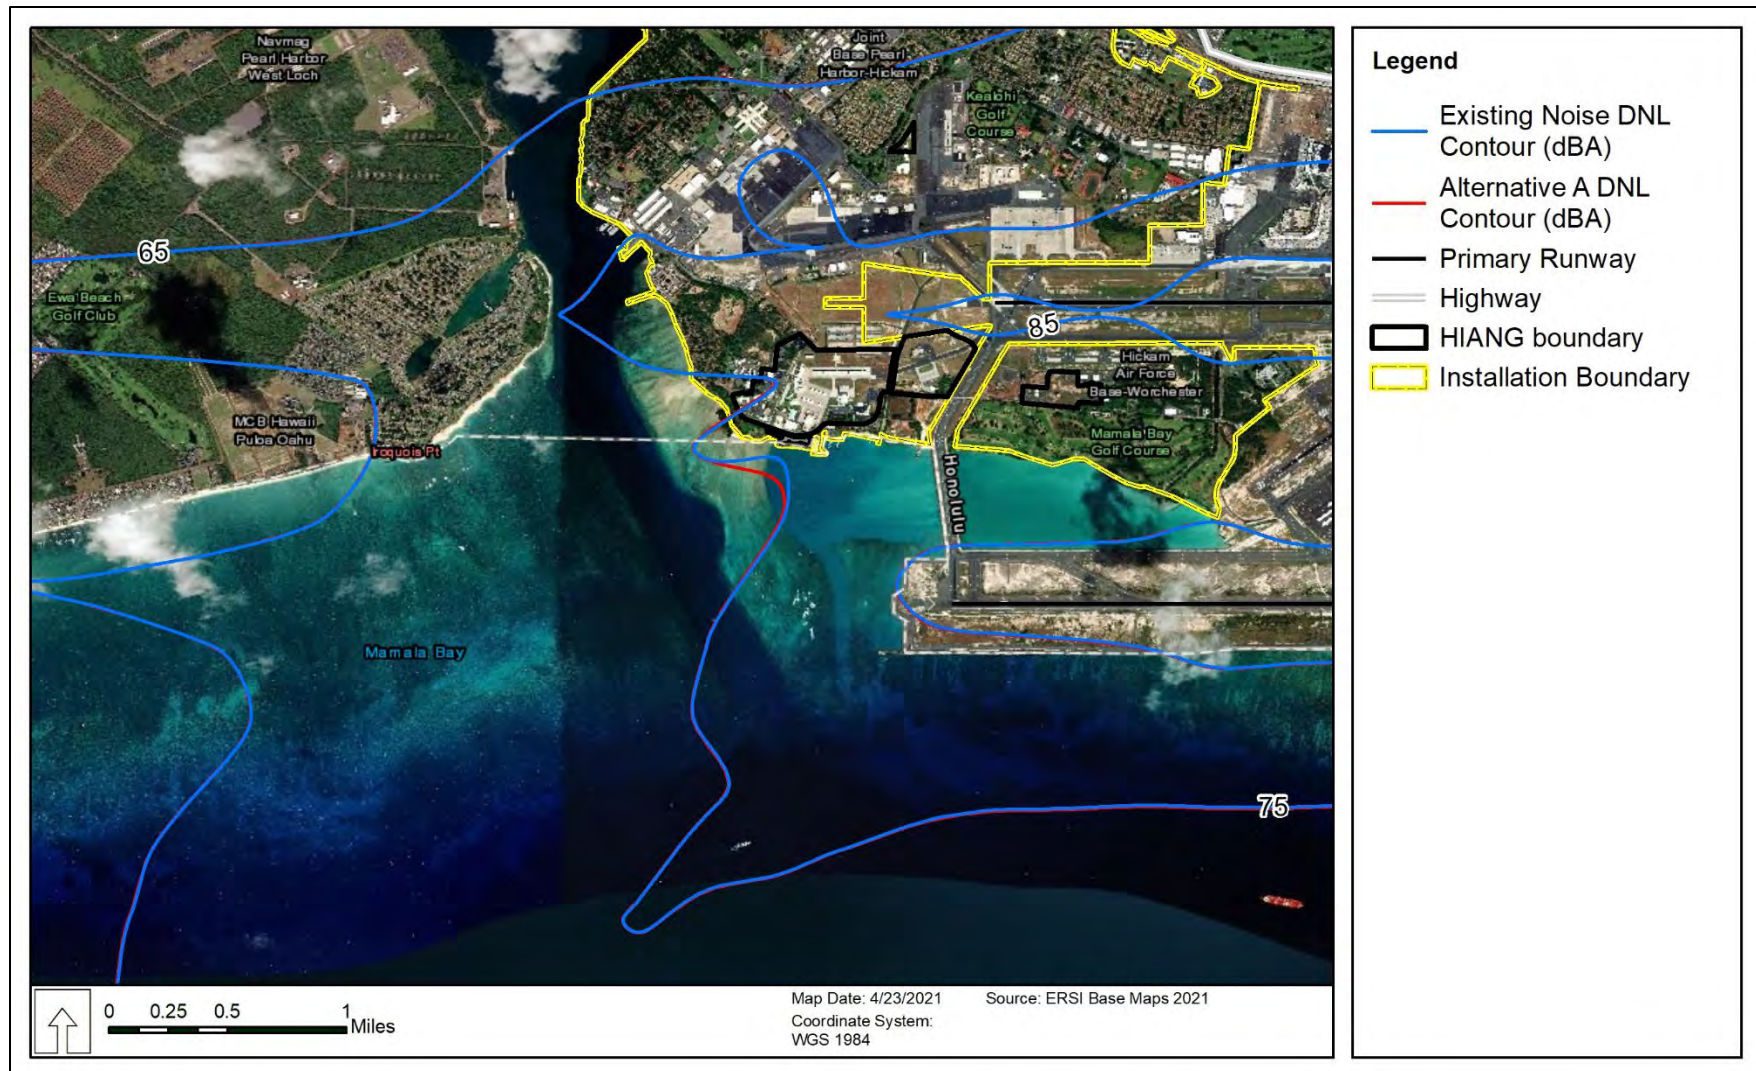 Navmag
Pearl Harbor
West Loch
Joint
Base Pearl
Harbor-Hickam
Kealohi
Golf
Course
65
Ewa Beach
Golf Club
85
Hickam
Air Force
Base-Worchester
MCB Hawaii
Puloa Oahu
Iroquois Pt
Mamala Bay
Golf Course
Honolulu
Mamala Bay
75
0 0.25 0.5 1
Miles
Map Date: 4/23/2021 Source: ERSI Base Maps 2021
Coordinate System:
WGS 1984
Legend
Existing Noise DNL
Contour (dBA)
Alternative A DNL
Contour (dBA)
Primary Runway
Highway
HIANG boundary
Installation Boundary